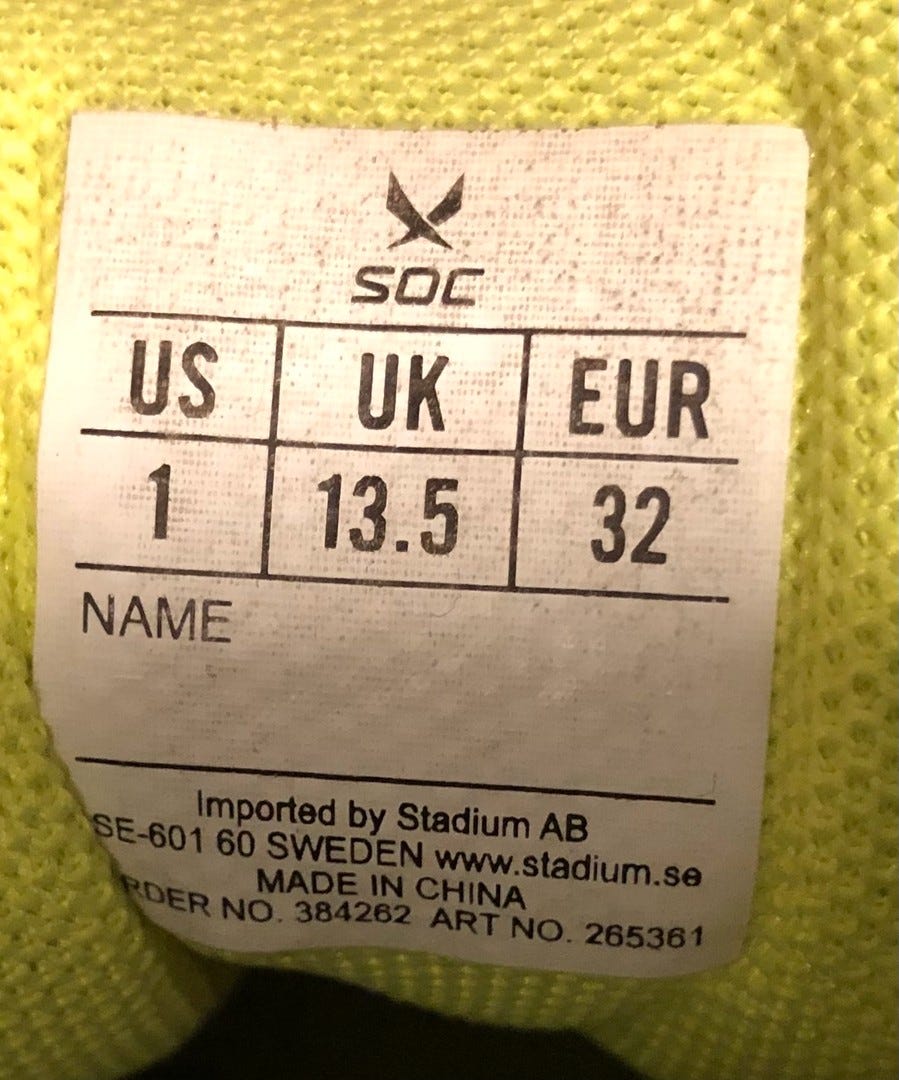 SOC
US UK EUR
1 13.5 32
NAME
Imported by Stadium AB
SE-601 60 SWEDEN www.stadium.se
MADE IN CHINA
RDER NO. 384262 ART NO. 265361